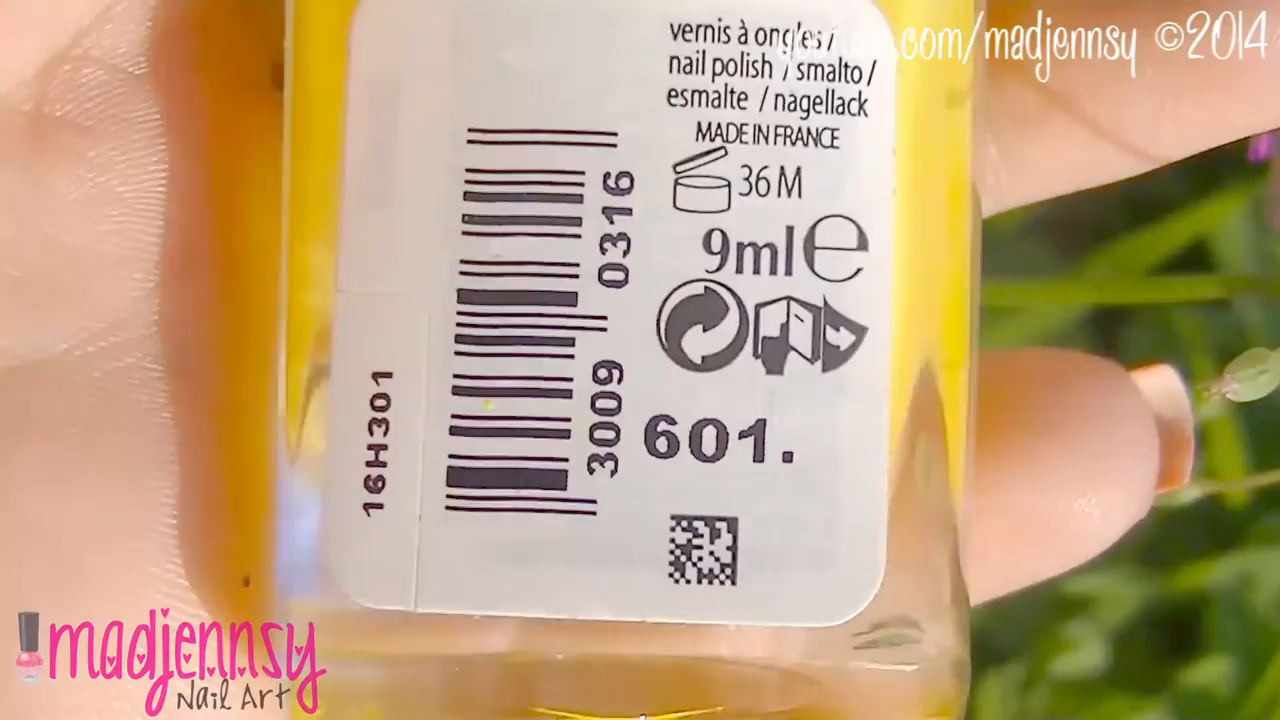 .com/madjennsy ©2014
vernis à ongles /
nail polish / smalto /
esmalte / nagellack
MADE IN FRANCE
36 M
9ml e
3009 0316
601.
16H301
madjennsy
Nail Art